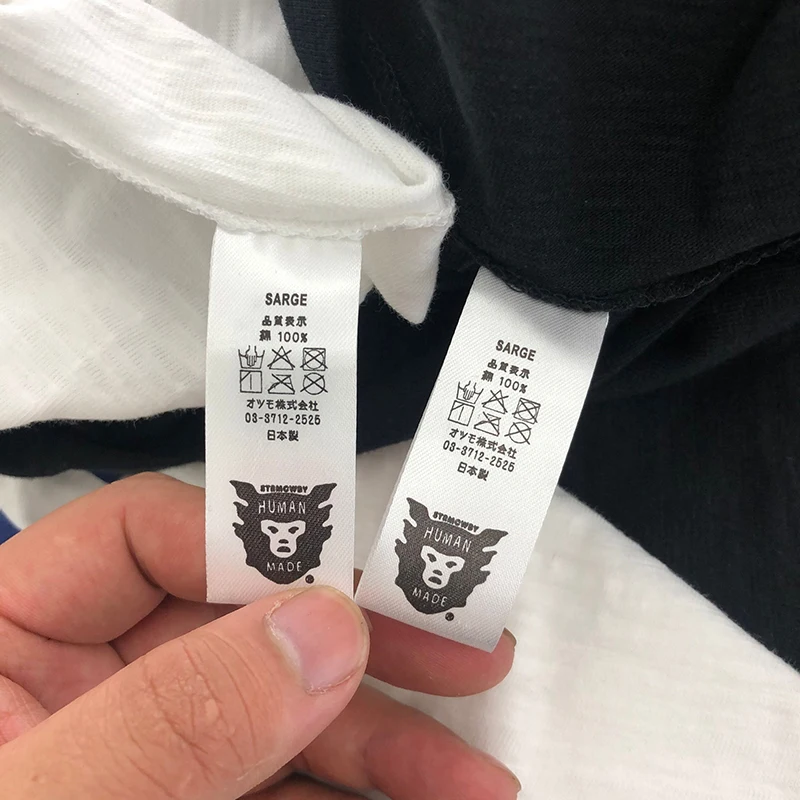 SARGE
品質表示
綿 100%
オツモ株式会社
03-3712-2525
日本製
STRMCWBY
HUMAN
MADE
SARGE
品質表示
綿 100%
オツモ株式会社
03-3712-2525
日本製
STRMCWBY
HUMAN
MADE